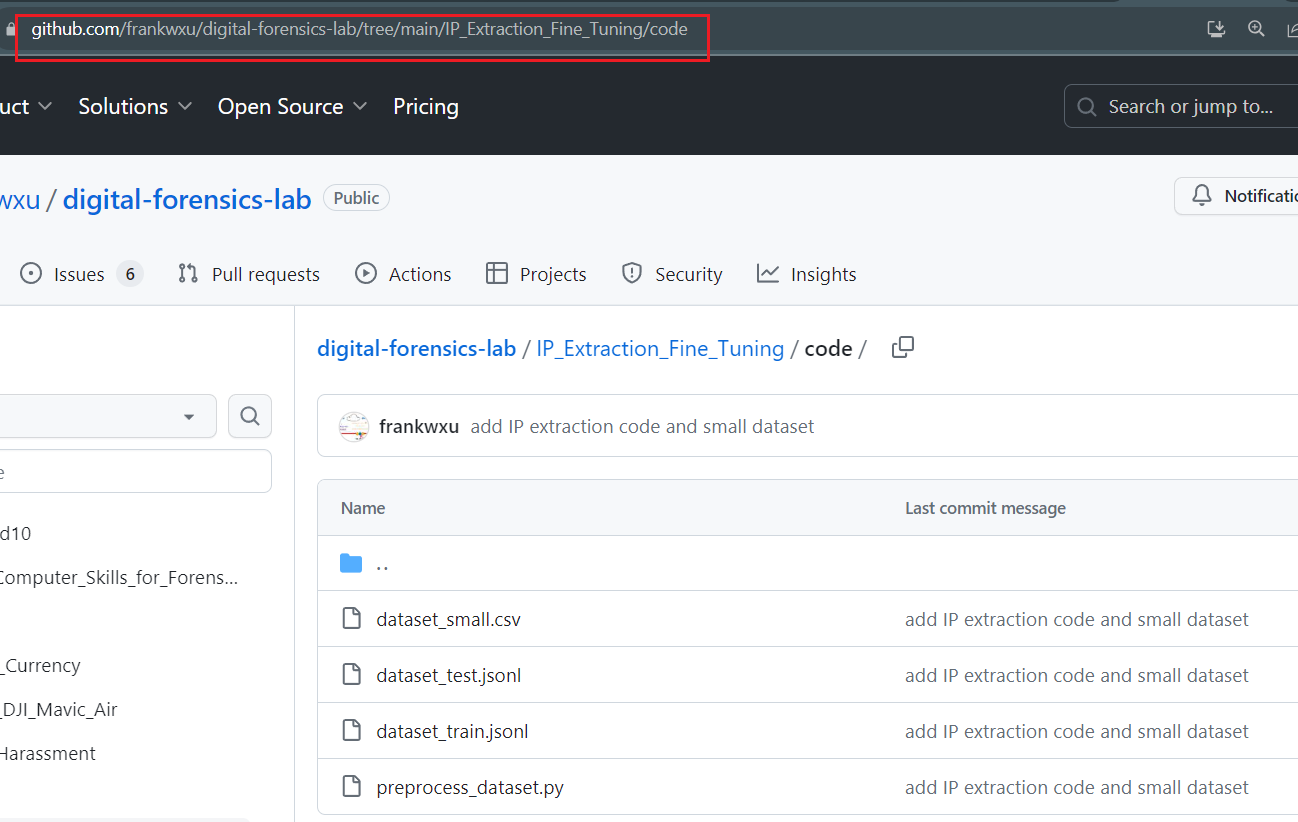 github.com/frankwxu/digital-forensics-lab/tree/main/IP_Extraction_Fine_Tuning/code
uct Solutions Open Source Pricing Search or jump to...
wxu / digital-forensics-lab Public Notificatio
Issues 6 Pull requests Actions Projects Security Insights
digital-forensics-lab / IP_Extraction_Fine_Tuning / code /
frankwxu add IP extraction code and small dataset
e
Name Last commit message
d10
..
Computer_Skills_for_Forens...
dataset_small.csv add IP extraction code and small dataset
_Currency
dataset_test.jsonl add IP extraction code and small dataset
_DJI_Mavic_Air
dataset_train.jsonl add IP extraction code and small dataset
Harassment
preprocess_dataset.py add IP extraction code and small dataset